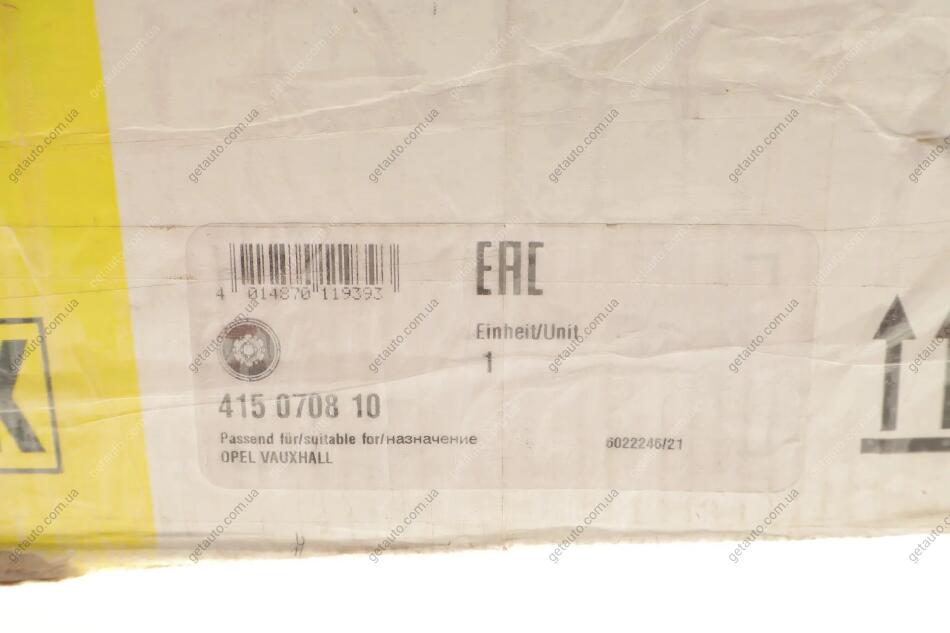 4 014870 119393
EAC
Einheit/Unit
1
415 0708 10
Passend für/suitable for/назначение
OPEL VAUXHALL
6022246/21
K
getauto.com.ua